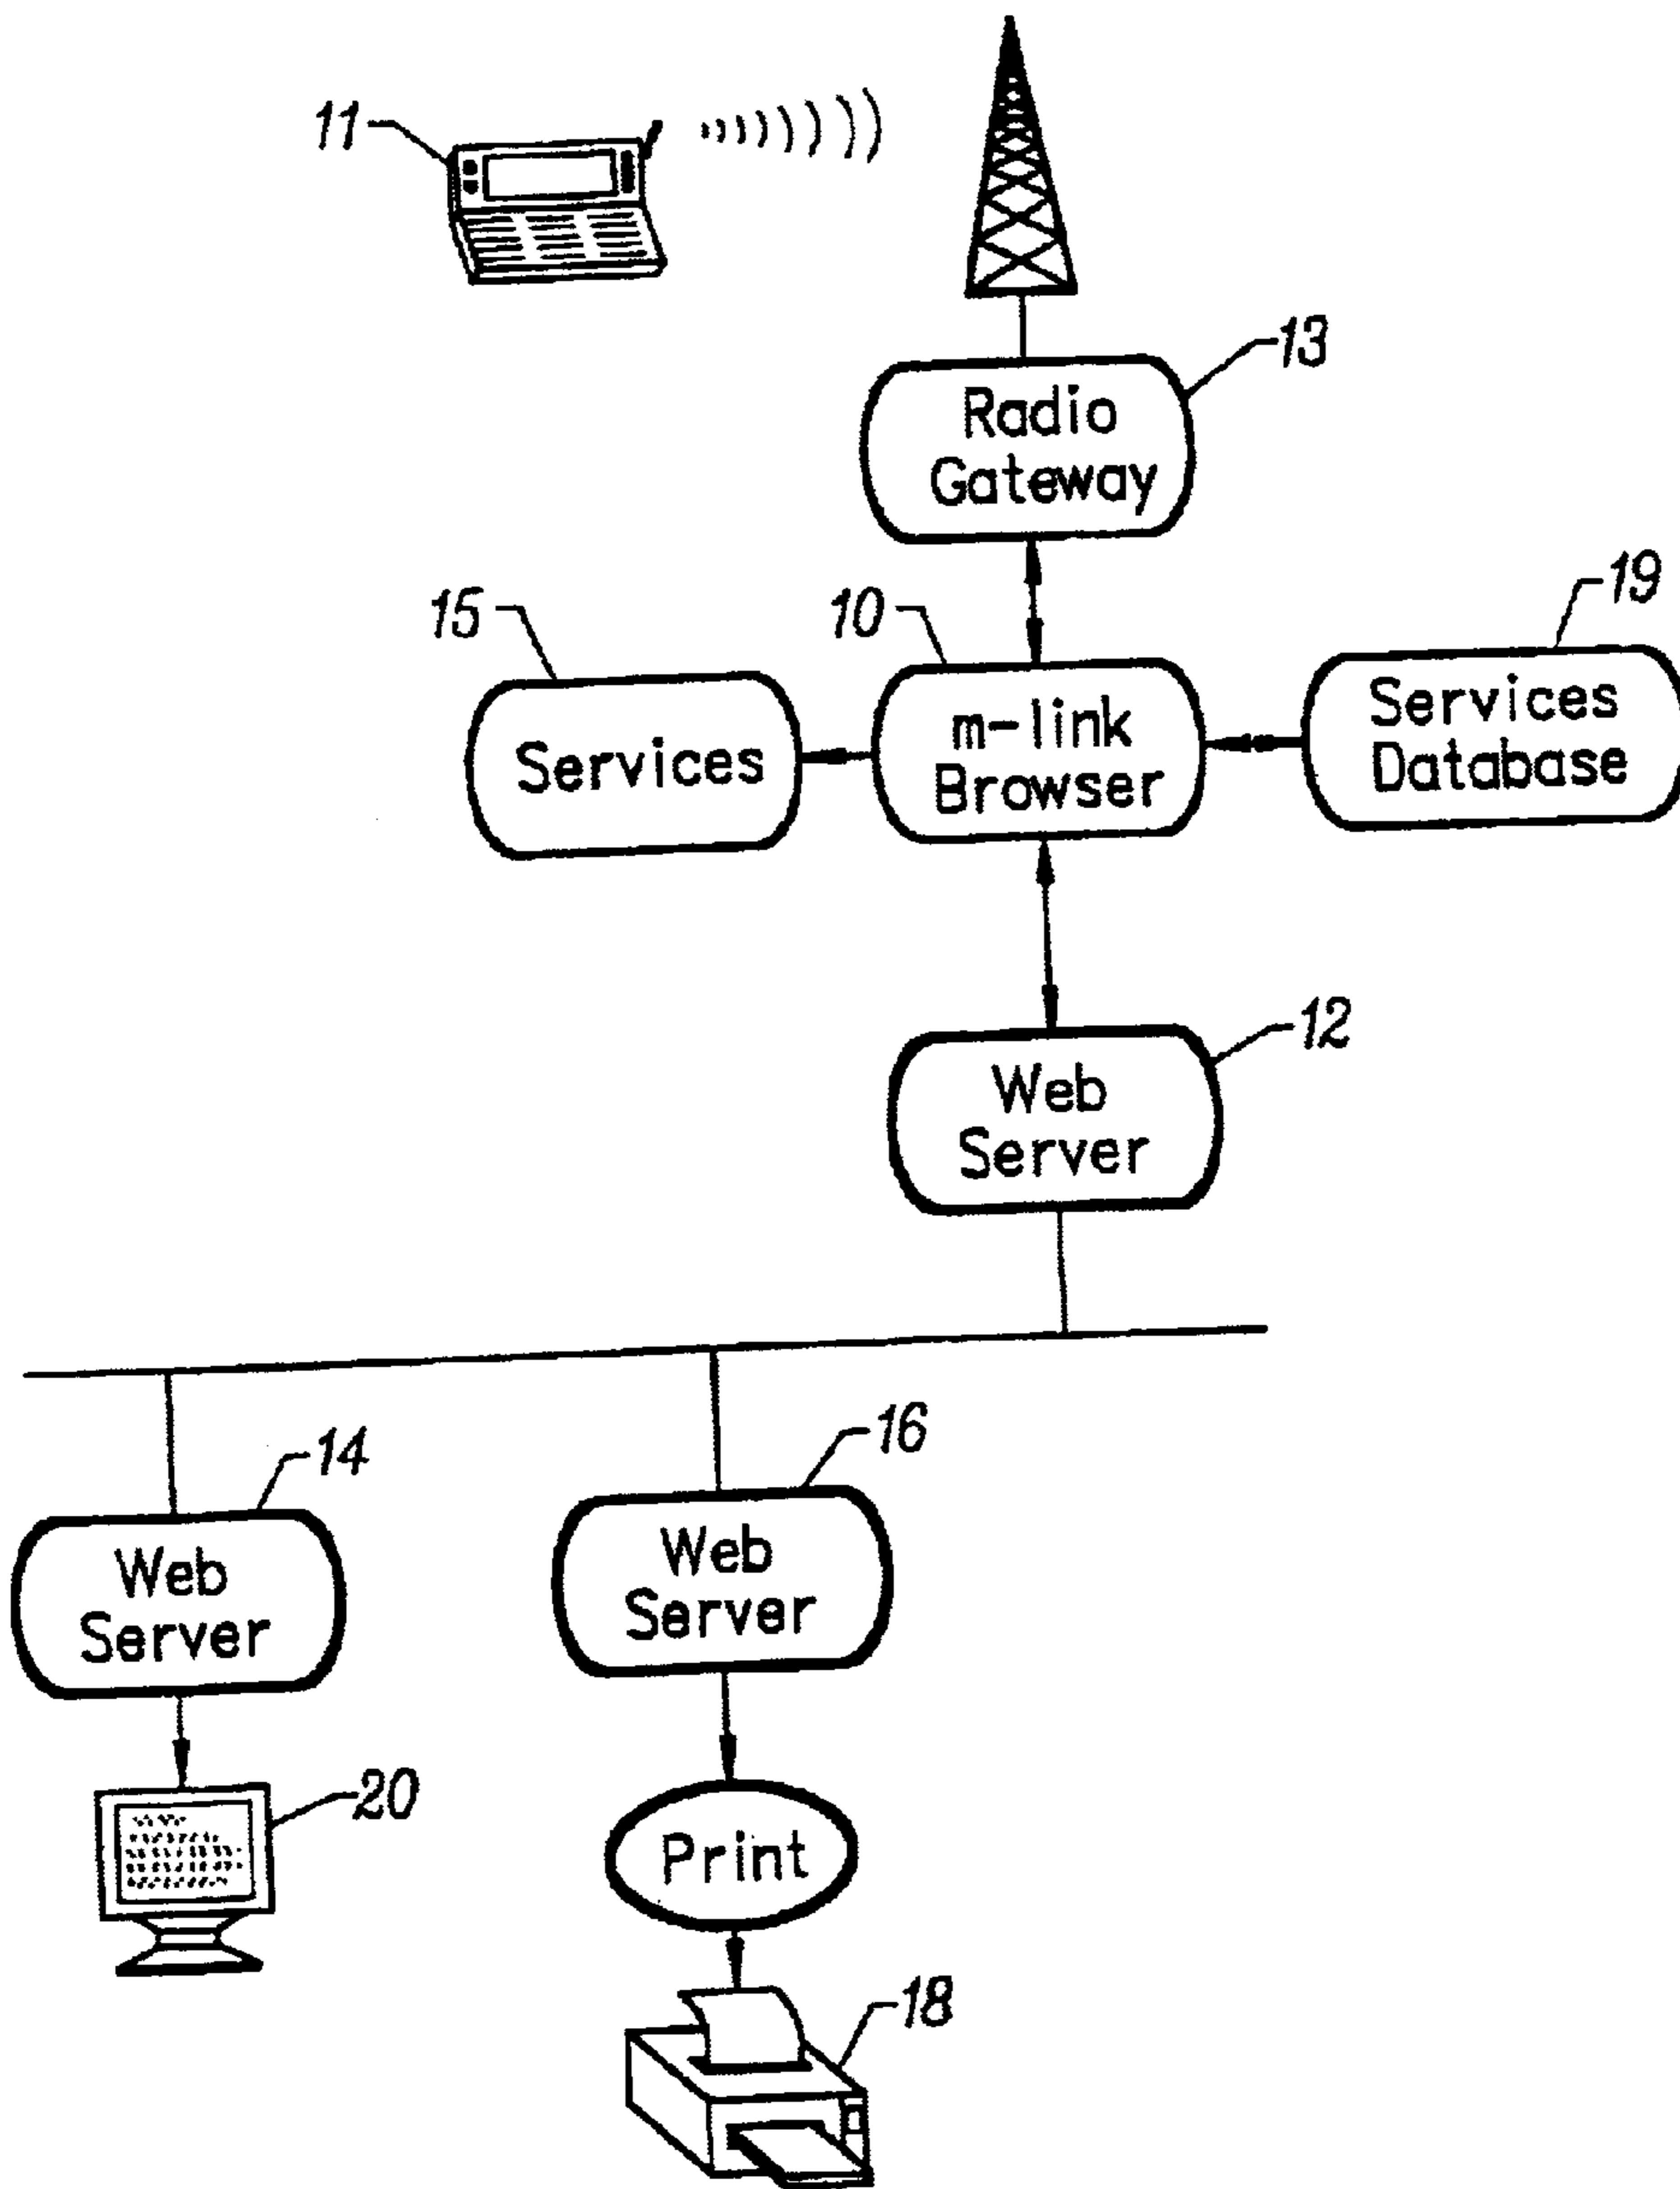 11
13
Radio
Gateway
15
10
19
Services
m-link
Browser
Services
Database
12
Web
Server
14
16
Web
Server
Web
Server
20
Print
18